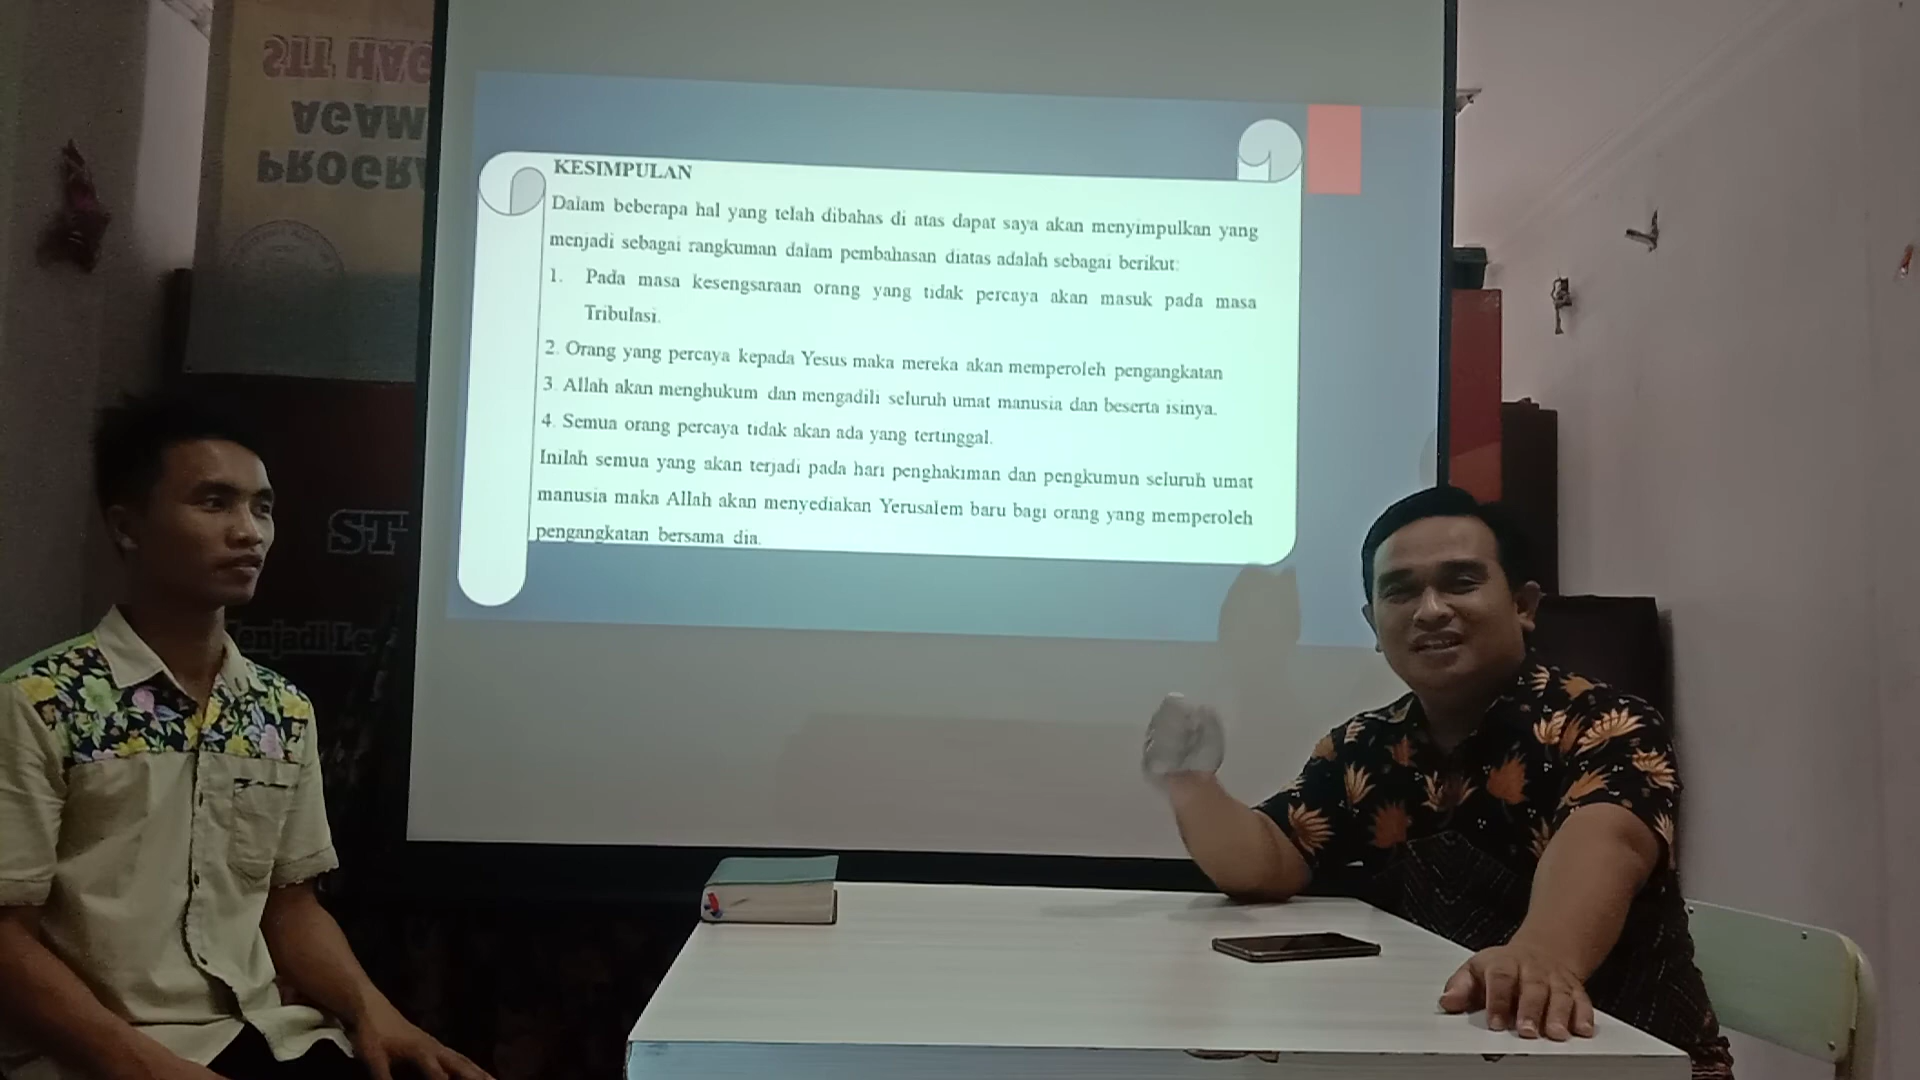 STT HAG
AGAM
PROGR
KESIMPULAN
Dalam beberapa hal yang telah dibahas di atas dapat saya akan menyimpulkan yang
menjadi sebagai rangkuman dalam pembahasan diatas adalah sebagai berikut:
1. Pada masa kesengsaraan orang yang tidak percaya akan masuk pada masa
Tribulasi.
2. Orang yang percaya kepada Yesus maka mereka akan memperoleh pengangkatan
3. Allah akan menghukum dan mengadili seluruh umat manusia dan beserta isinya.
4. Semua orang percaya tidak akan ada yang tertinggal.
Inilah semua yang akan terjadi pada hari penghakiman dan pengkumun seluruh umat
manusia maka Allah akan menyediakan Yerusalem baru bagi orang yang memperoleh
pengangkatan bersama dia.
ST
enjadi Le